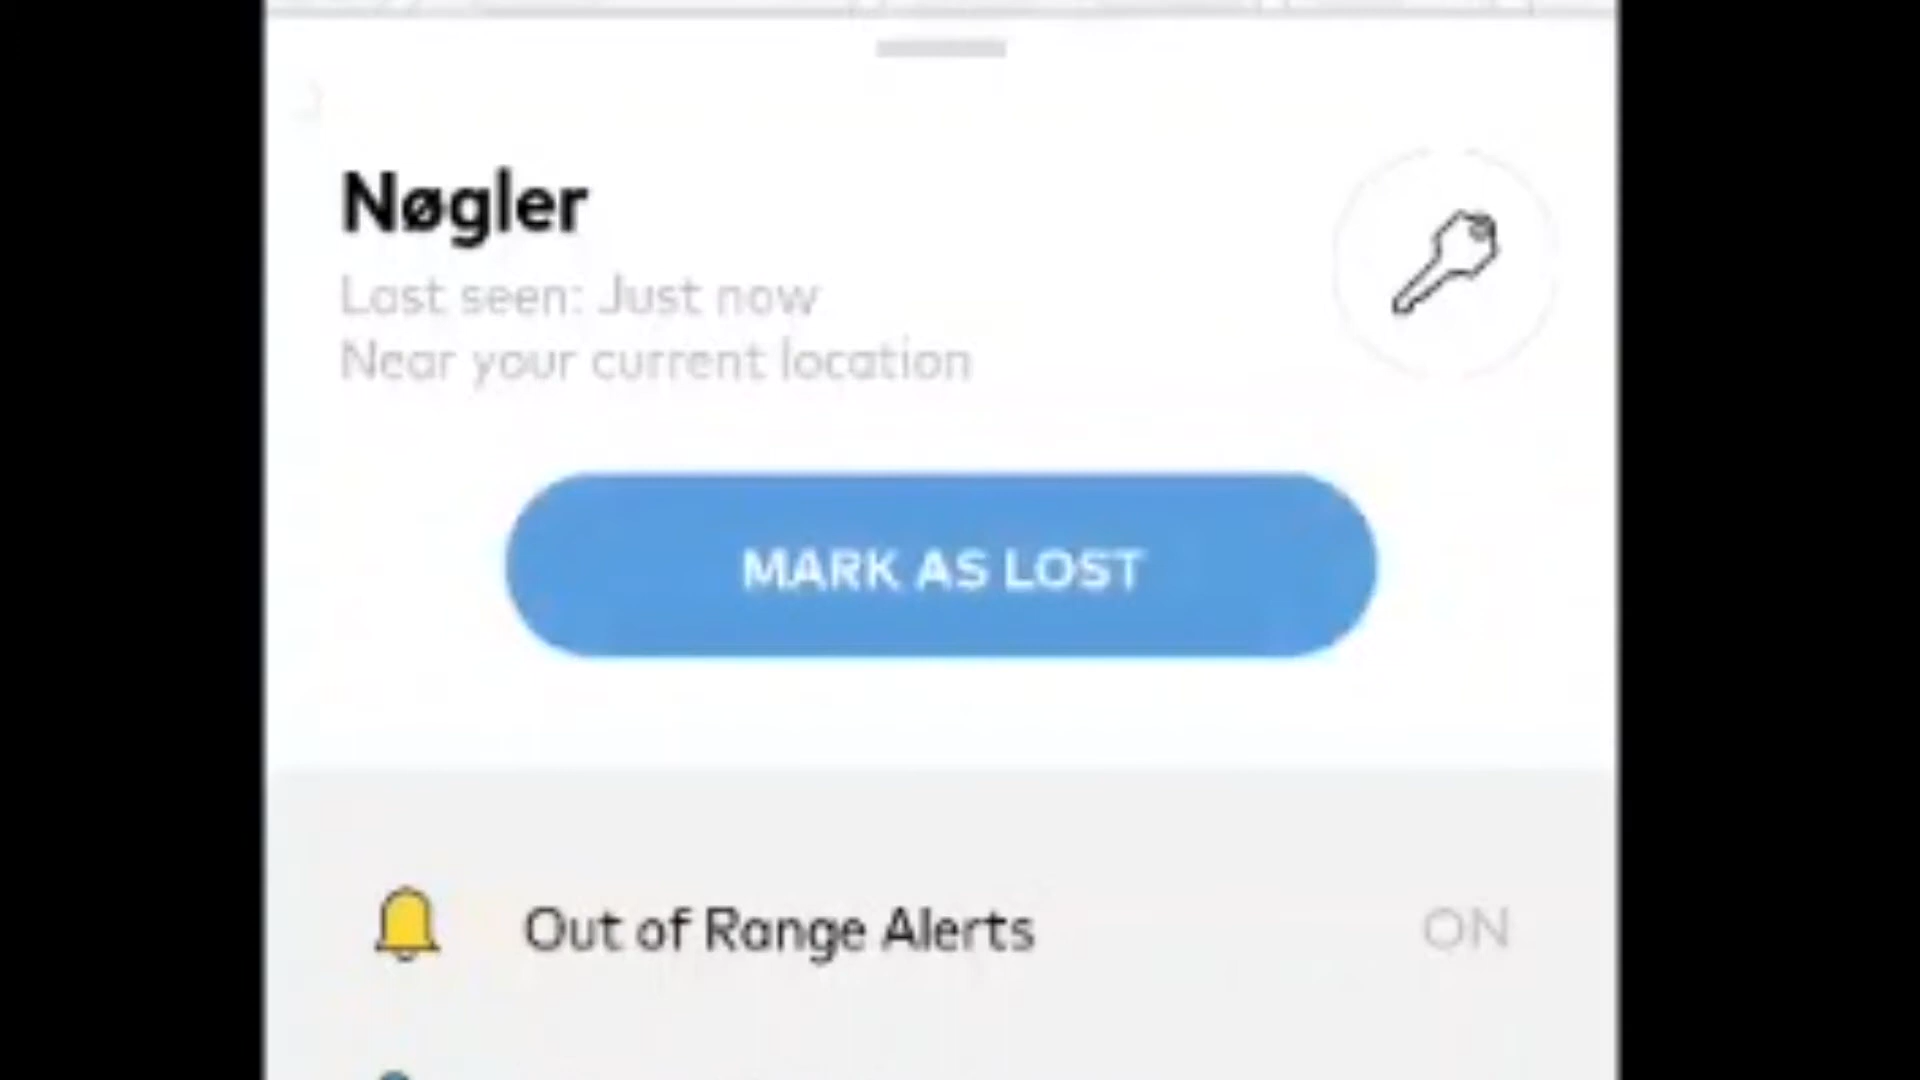 Nøgler
Last seen: Just now
Near your current location
MARK AS LOST
Out of Range Alerts
ON